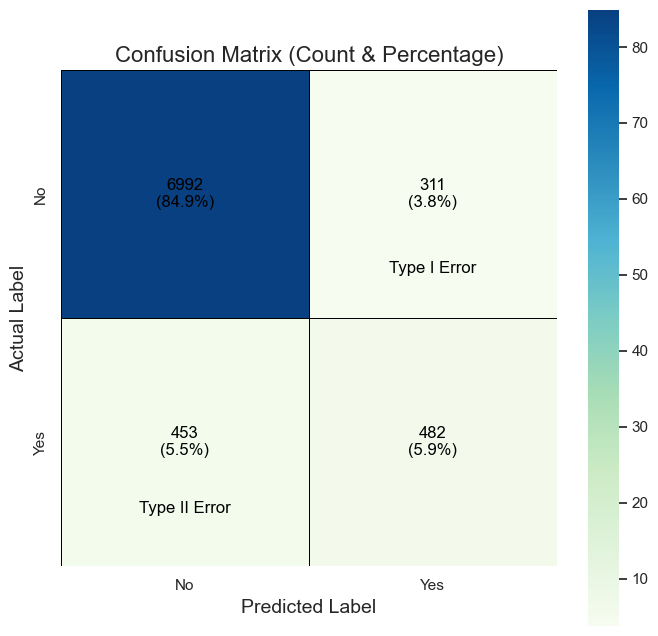 Confusion Matrix (Count & Percentage)
6992
(84.9%)
311
(3.8%)
Type I Error
453
(5.5%)
482
(5.9%)
Type II Error
No
Yes
Actual Label
No
Yes
Predicted Label
80
70
60
50
40
30
20
10